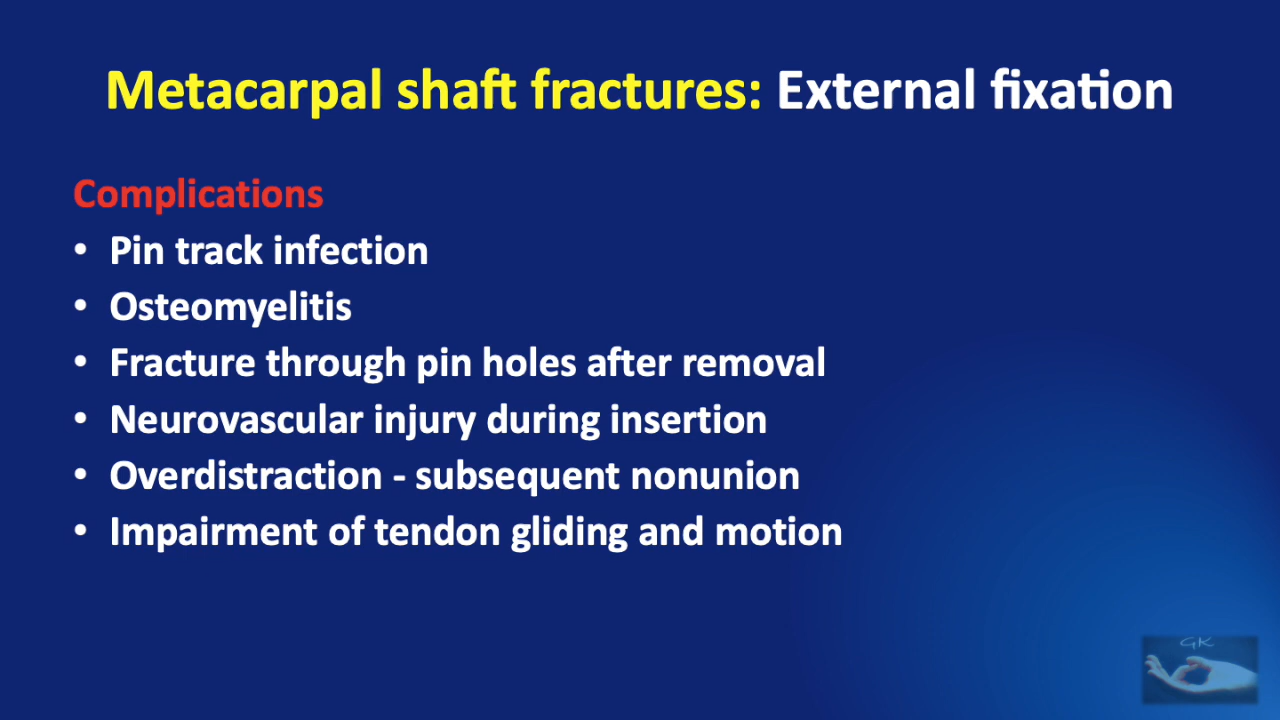 Metacarpal shaft fractures: External fixation
Complications
• Pin track infection
• Osteomyelitis
• Fracture through pin holes after removal
• Neurovascular injury during insertion
• Overdistraction - subsequent nonunion
• Impairment of tendon gliding and motion
GK